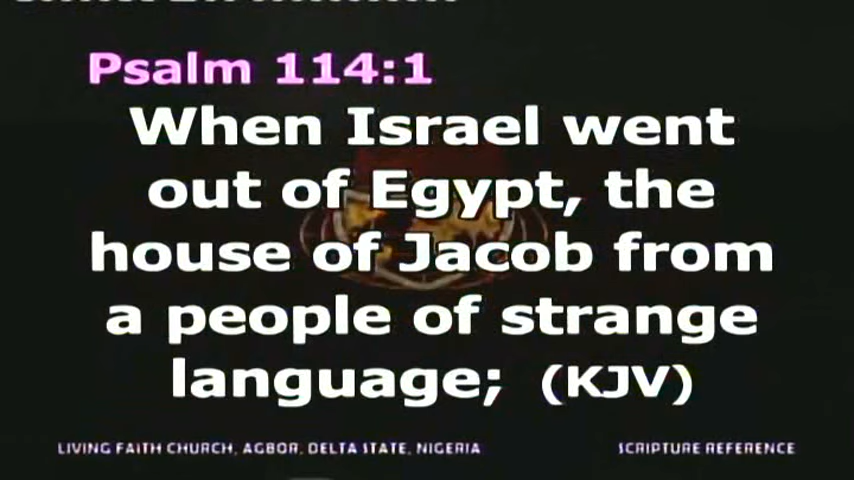 Psalm 114:1
When Israel went
out of Egypt, the
house of Jacob from
a people of strange
language; (KJV)
LIVING FAITH CHURCH, AGBOR, DELTA STATE, NIGERIA
SCRIPTURE REFERENCE